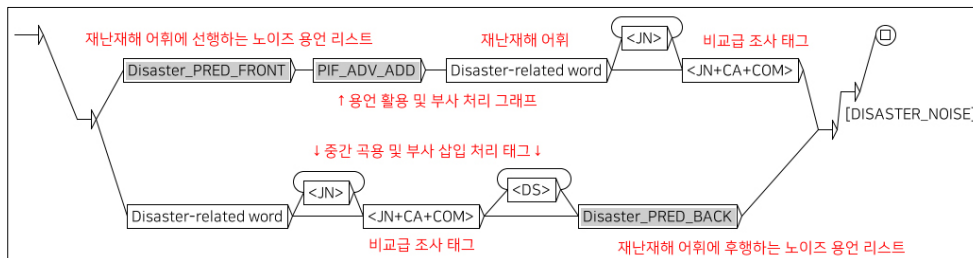 재난재해 어휘에 선행하는 노이즈 용언 리스트
재난재해 어휘
<JN>
비교급 조사 태그
Disaster_PRED_FRONT
PIF_ADV_ADD
Disaster-related word
<JN+CA+COM>
↑용언 활용 및 부사 처리 그래프
[DISASTER_NOISE]
↓중간 곡용 및 부사 삽입 처리 태그↓
<JN>
<DS>
Disaster-related word
<JN+CA+COM>
Disaster_PRED_BACK
비교급 조사 태그
재난재해 어휘에 후행하는 노이즈 용언 리스트